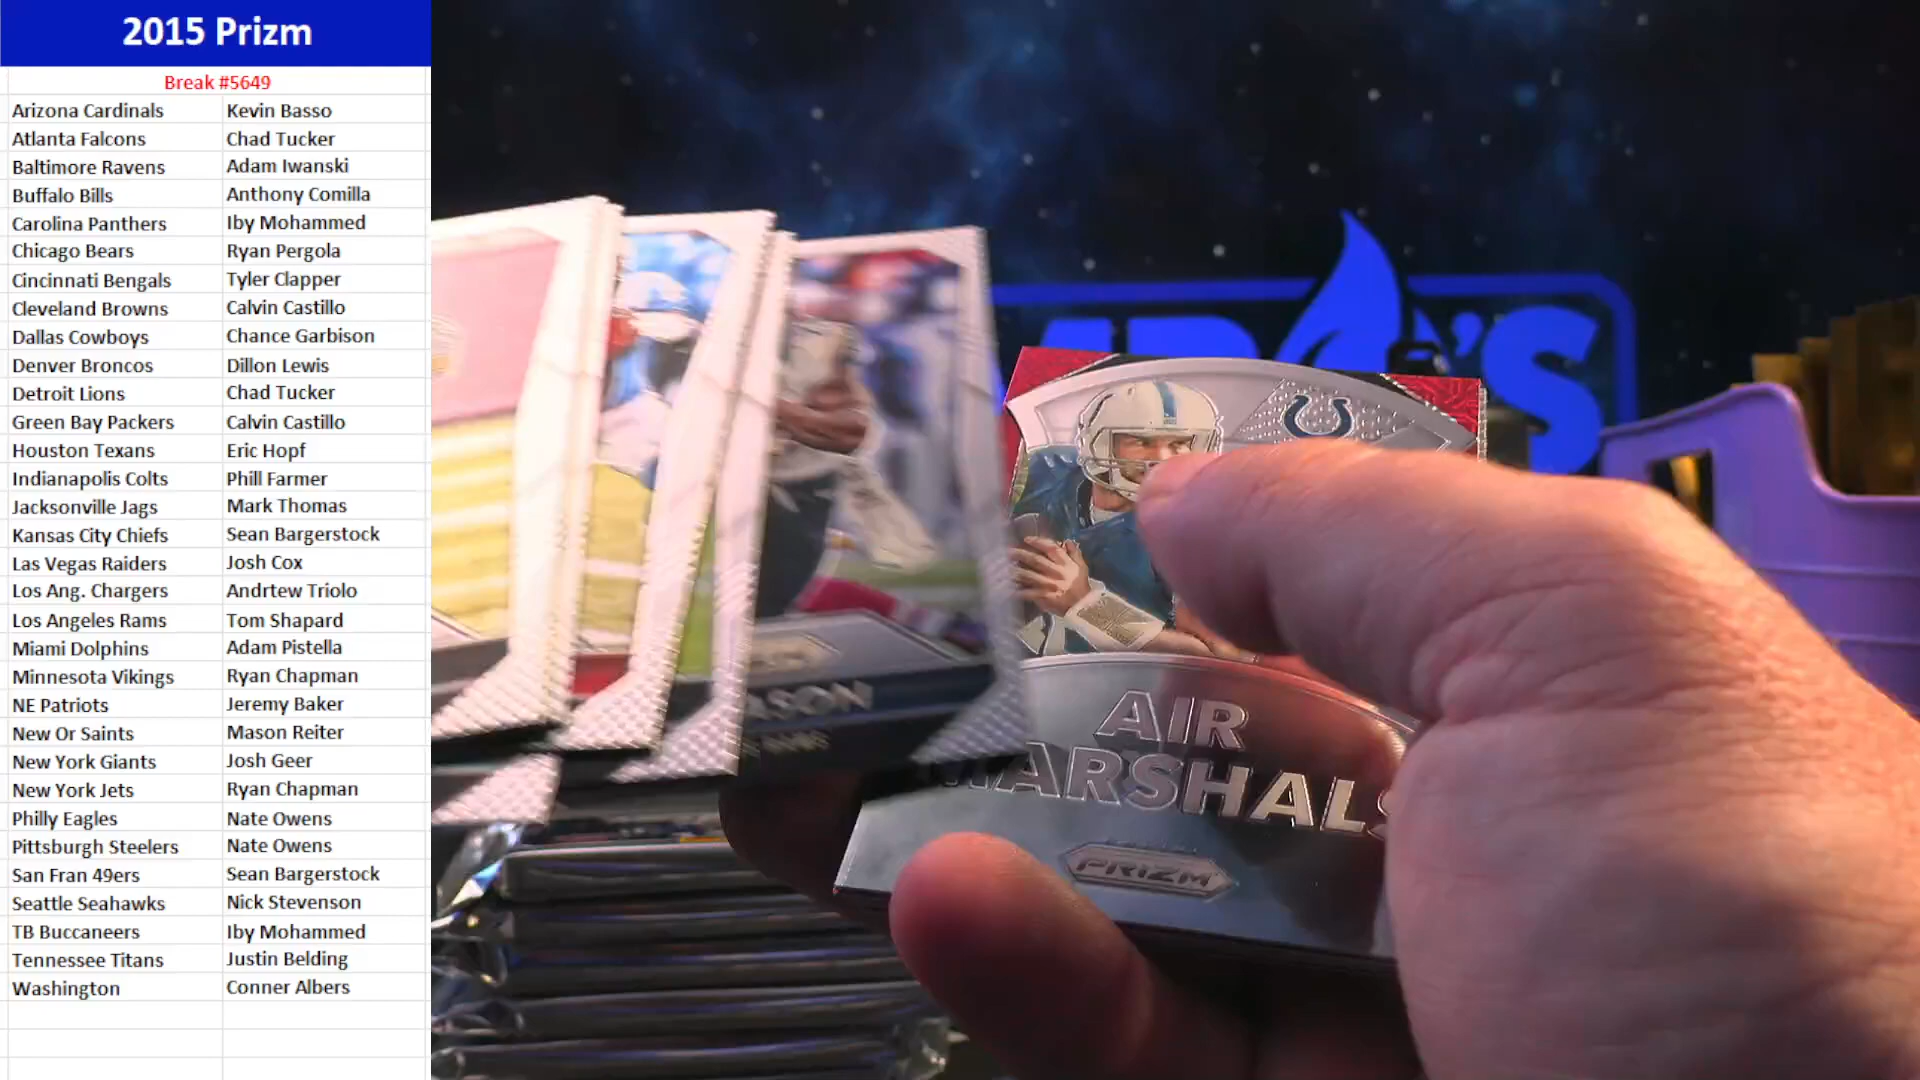 2015 Prizm
Break #5649
Arizona Cardinals Kevin Basso
Atlanta Falcons Chad Tucker
Baltimore Ravens Adam Iwanski
Buffalo Bills Anthony Comilla
Carolina Panthers Iby Mohammed
Chicago Bears Ryan Pergola
Cincinnati Bengals Tyler Clapper
Cleveland Browns Calvin Castillo
Dallas Cowboys Chance Garbison
Denver Broncos Dillon Lewis
Detroit Lions Chad Tucker
Green Bay Packers Calvin Castillo
Houston Texans Eric Hopf
Indianapolis Colts Phill Farmer
Jacksonville Jags Mark Thomas
Kansas City Chiefs Sean Bargerstock
Las Vegas Raiders Josh Cox
Los Ang. Chargers Andrtew Triolo
Los Angeles Rams Tom Shapard
Miami Dolphins Adam Pistella
Minnesota Vikings Ryan Chapman
NE Patriots Jeremy Baker
New Or Saints Mason Reiter
New York Giants Josh Geer
New York Jets Ryan Chapman
Philly Eagles Nate Owens
Pittsburgh Steelers Nate Owens
San Fran 49ers Sean Bargerstock
Seattle Seahawks Nick Stevenson
TB Buccaneers Iby Mohammed
Tennessee Titans Justin Belding
Washington Conner Albers
'S
ASON
AIR
MARSHALS
PRIZM